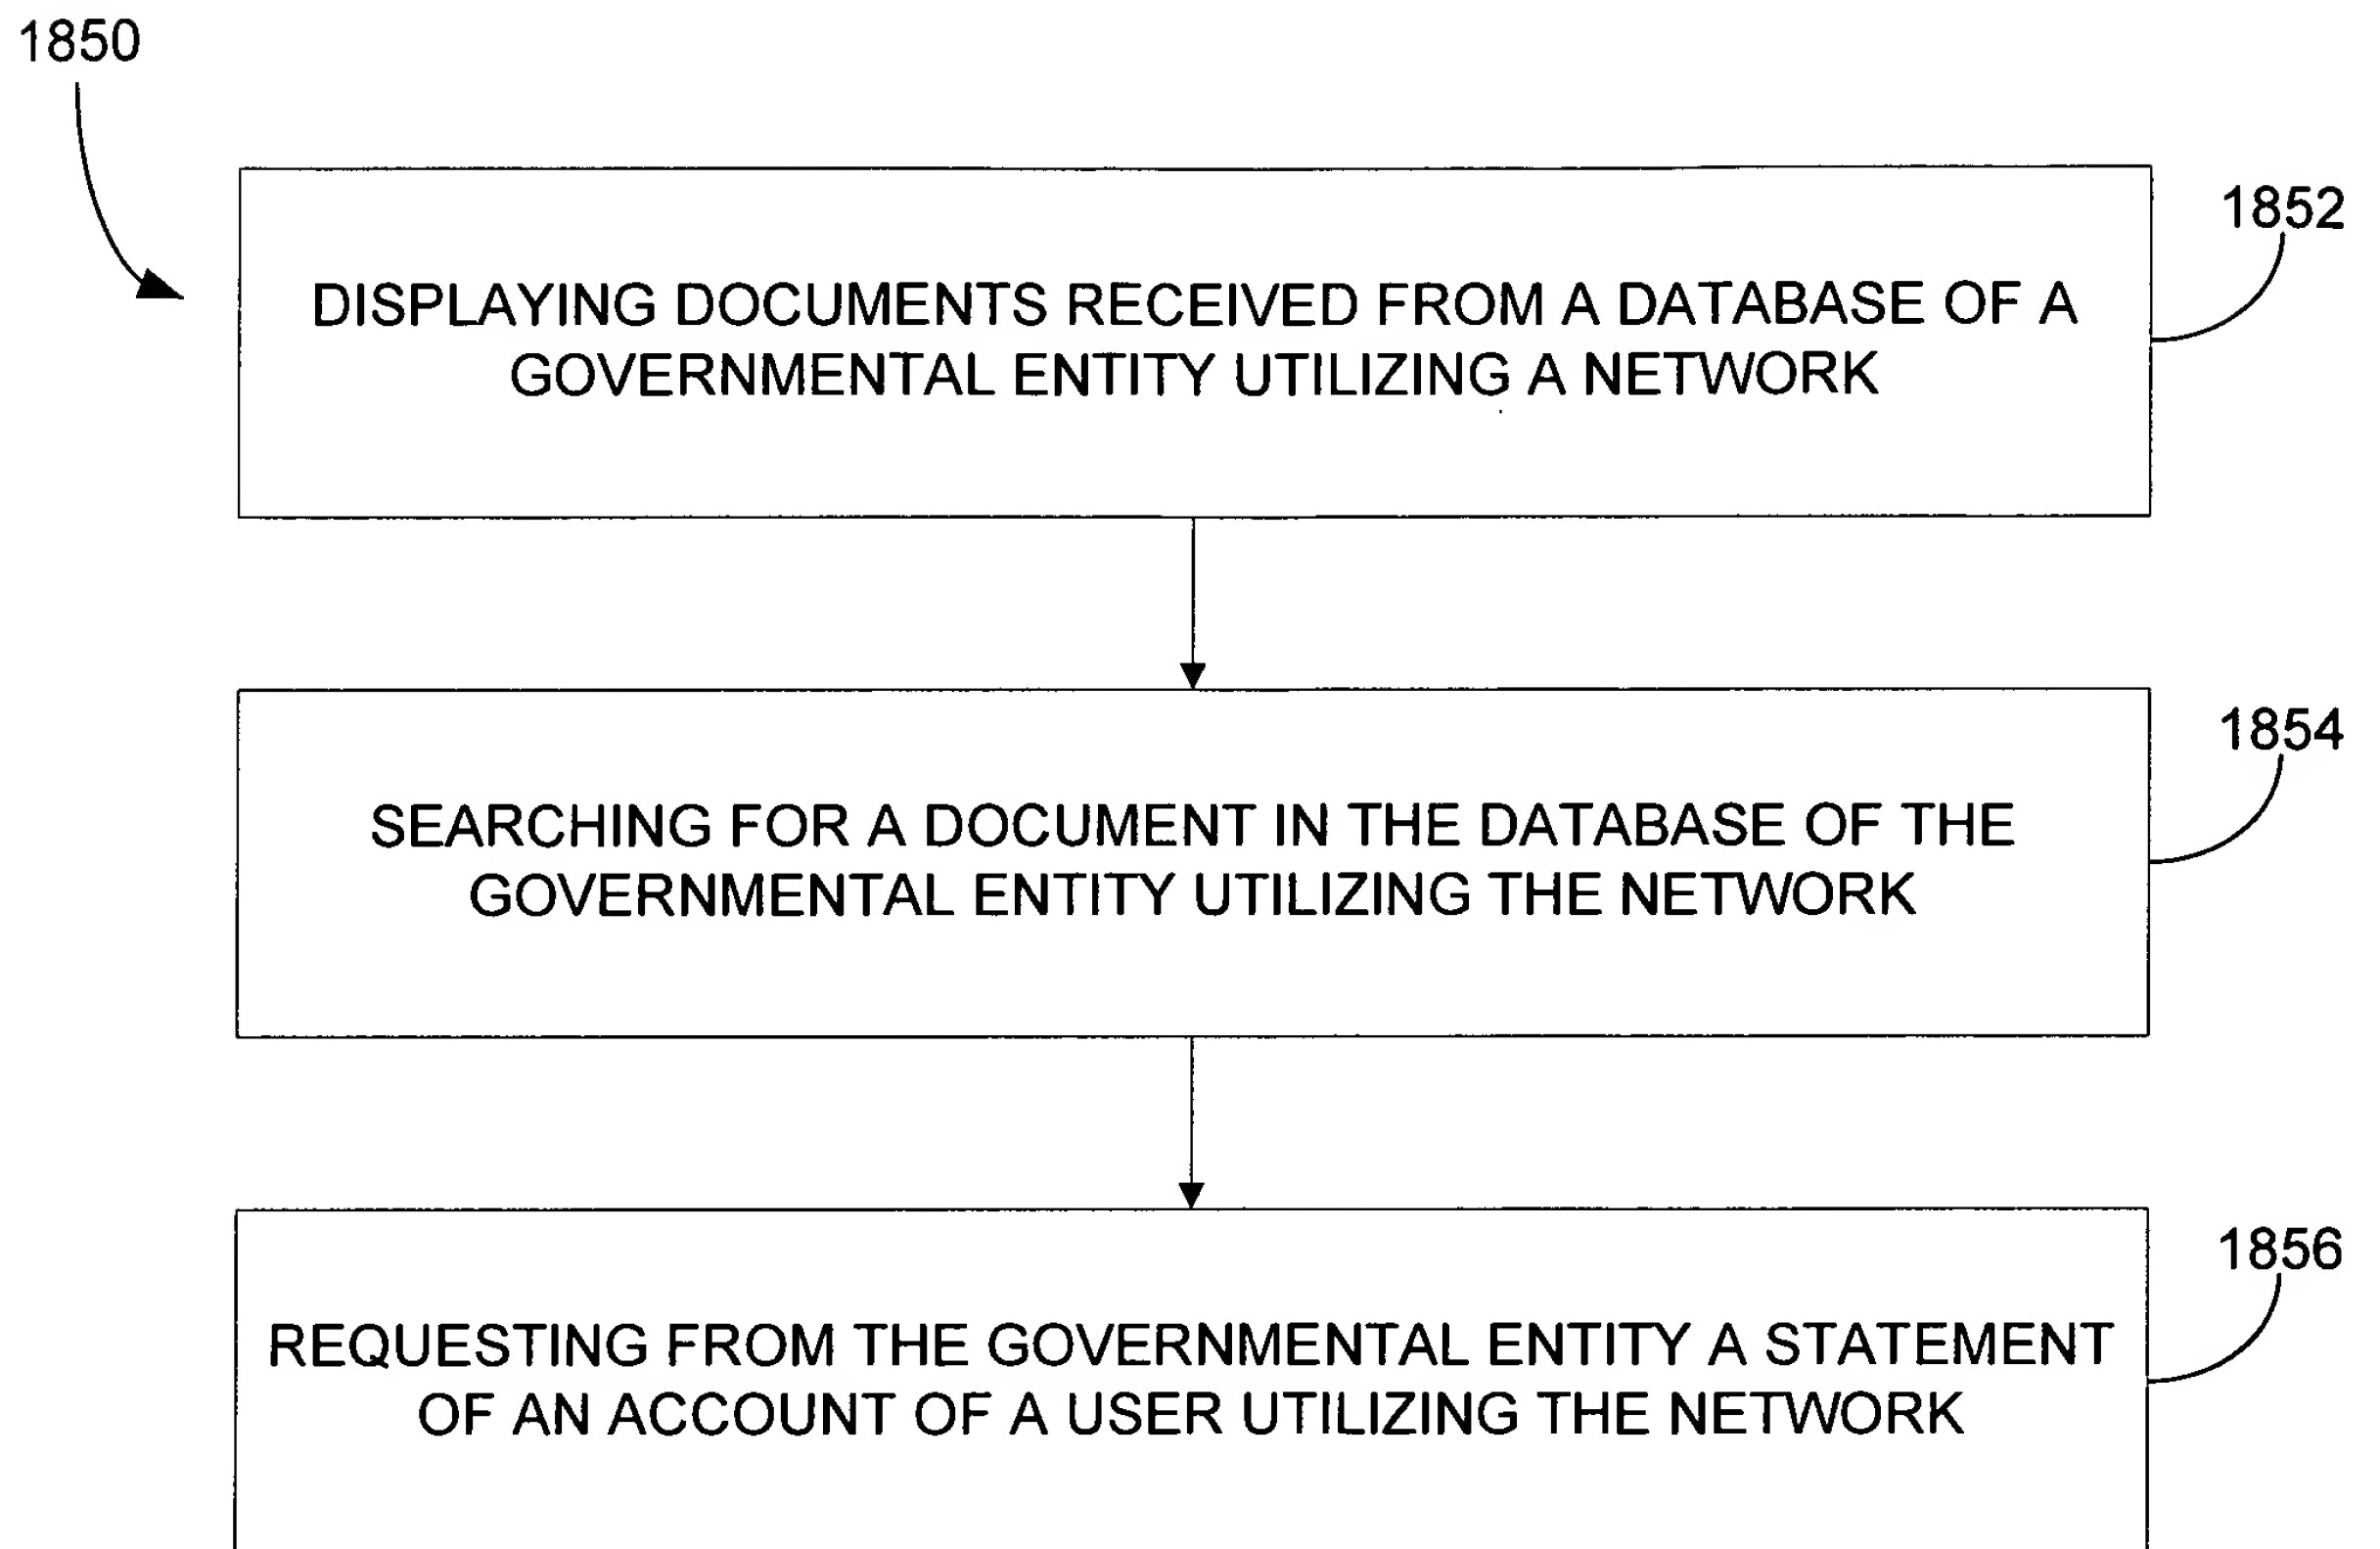 1850
1852
DISPLAYING DOCUMENTS RECEIVED FROM A DATABASE OF A
GOVERNMENTAL ENTITY UTILIZING A NETWORK
1854
SEARCHING FOR A DOCUMENT IN THE DATABASE OF THE
GOVERNMENTAL ENTITY UTILIZING THE NETWORK
1856
REQUESTING FROM THE GOVERNMENTAL ENTITY A STATEMENT
OF AN ACCOUNT OF A USER UTILIZING THE NETWORK